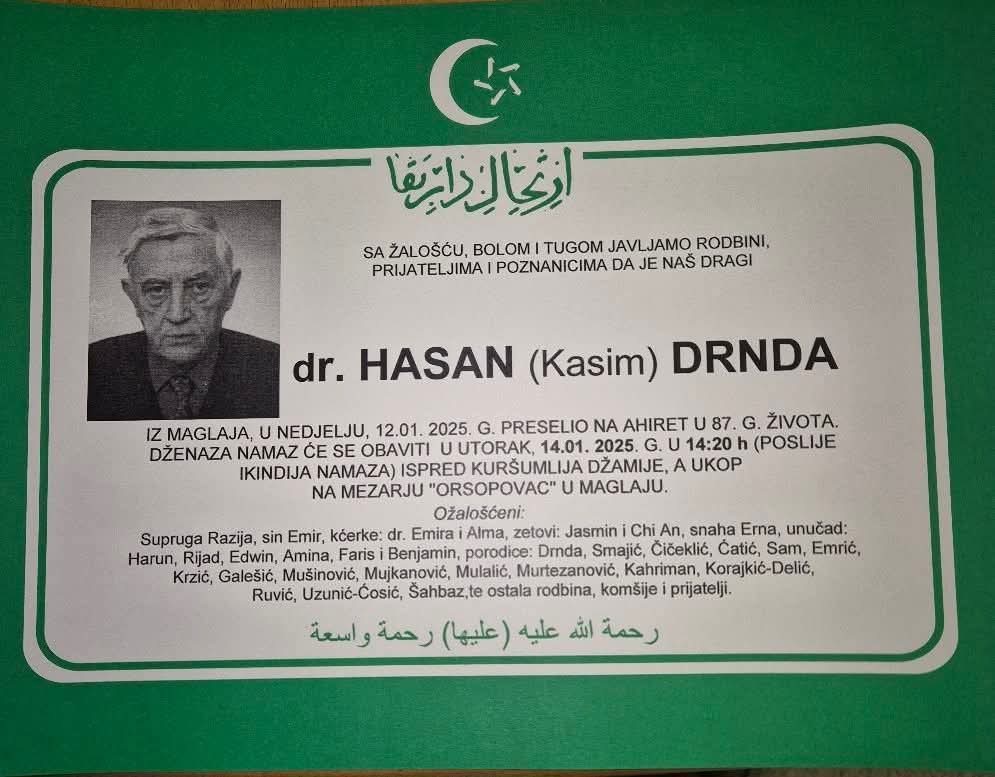 ارتحال دار بقا
SA ŽALOŠĆU, BOLOM I TUGOM JAVLJAMO RODBINI,
PRIJATELJIMA I POZNANICIMA DA JE NAŠ DRAGI
dr. HASAN (Kasim) DRNDA
IZ MAGLAJA, U NEDJELJU, 12.01. 2025. G. PRESELIO NA AHIRET U 87. G. ŽIVOTA.
DŽENAZA NAMAZ ĆE SE OBAVITI U UTORAK, 14.01. 2025. G. U 14:20 h (POSLIJE
IKINDIJA NAMAZA) ISPRED KURŠUMLIJA DŽAMIJE, A UKOP
NA MEZARJU "ORSOPOVAC" U MAGLAJU.
Ožalošćeni:
Supruga Razija, sin Emir, kćerke: dr. Emira i Alma, zetovi: Jasmin i Chi An, snaha Erna, unučad:
Harun, Rijad, Edwin, Amina, Faris i Benjamin, porodice: Drnda, Smajić, Čičeklić, Ćatić, Sam, Emrić,
Krzić, Galešić, Mušinović, Mujkanović, Mulalić, Murtezanović, Kahriman, Korajkić-Delić,
Ruvić, Uzunić-Ćosić, Šahbaz,te ostala rodbina, komšije i prijatelji.
رحمة الله عليه (عليها) رحمة واسعة